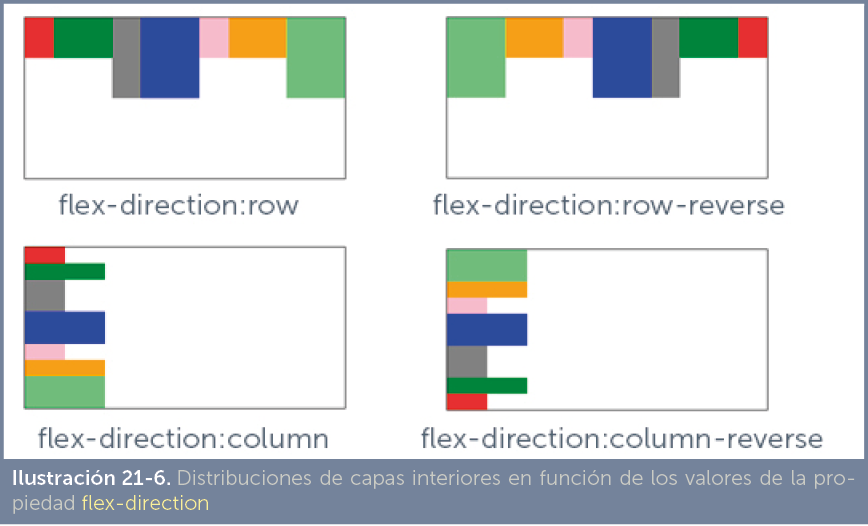 flex-direction:row
flex-direction:row-reverse
flex-direction:column
flex-direction:column-reverse
Ilustración 21-6. Distribuciones de capas interiores en función de los valores de la pro-
piedad flex-direction